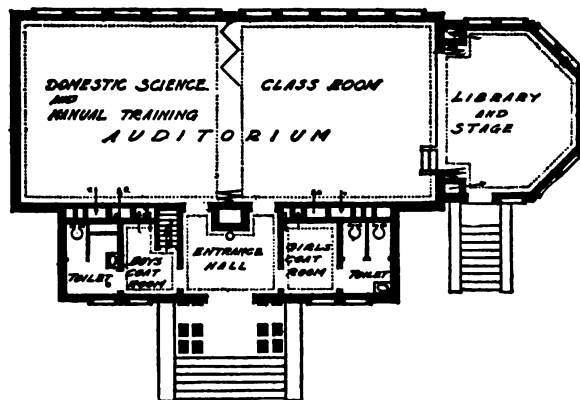 DOMESTIC SCIENCE
AND
MANUAL TRAINING
CLASS ROOM
AUDITORIUM
LIBRARY
AND
STAGE
TOILET
BOYS
COAT
ROOM
ENTRANCE
HALL
GIRLS
COAT
ROOM
TOILET